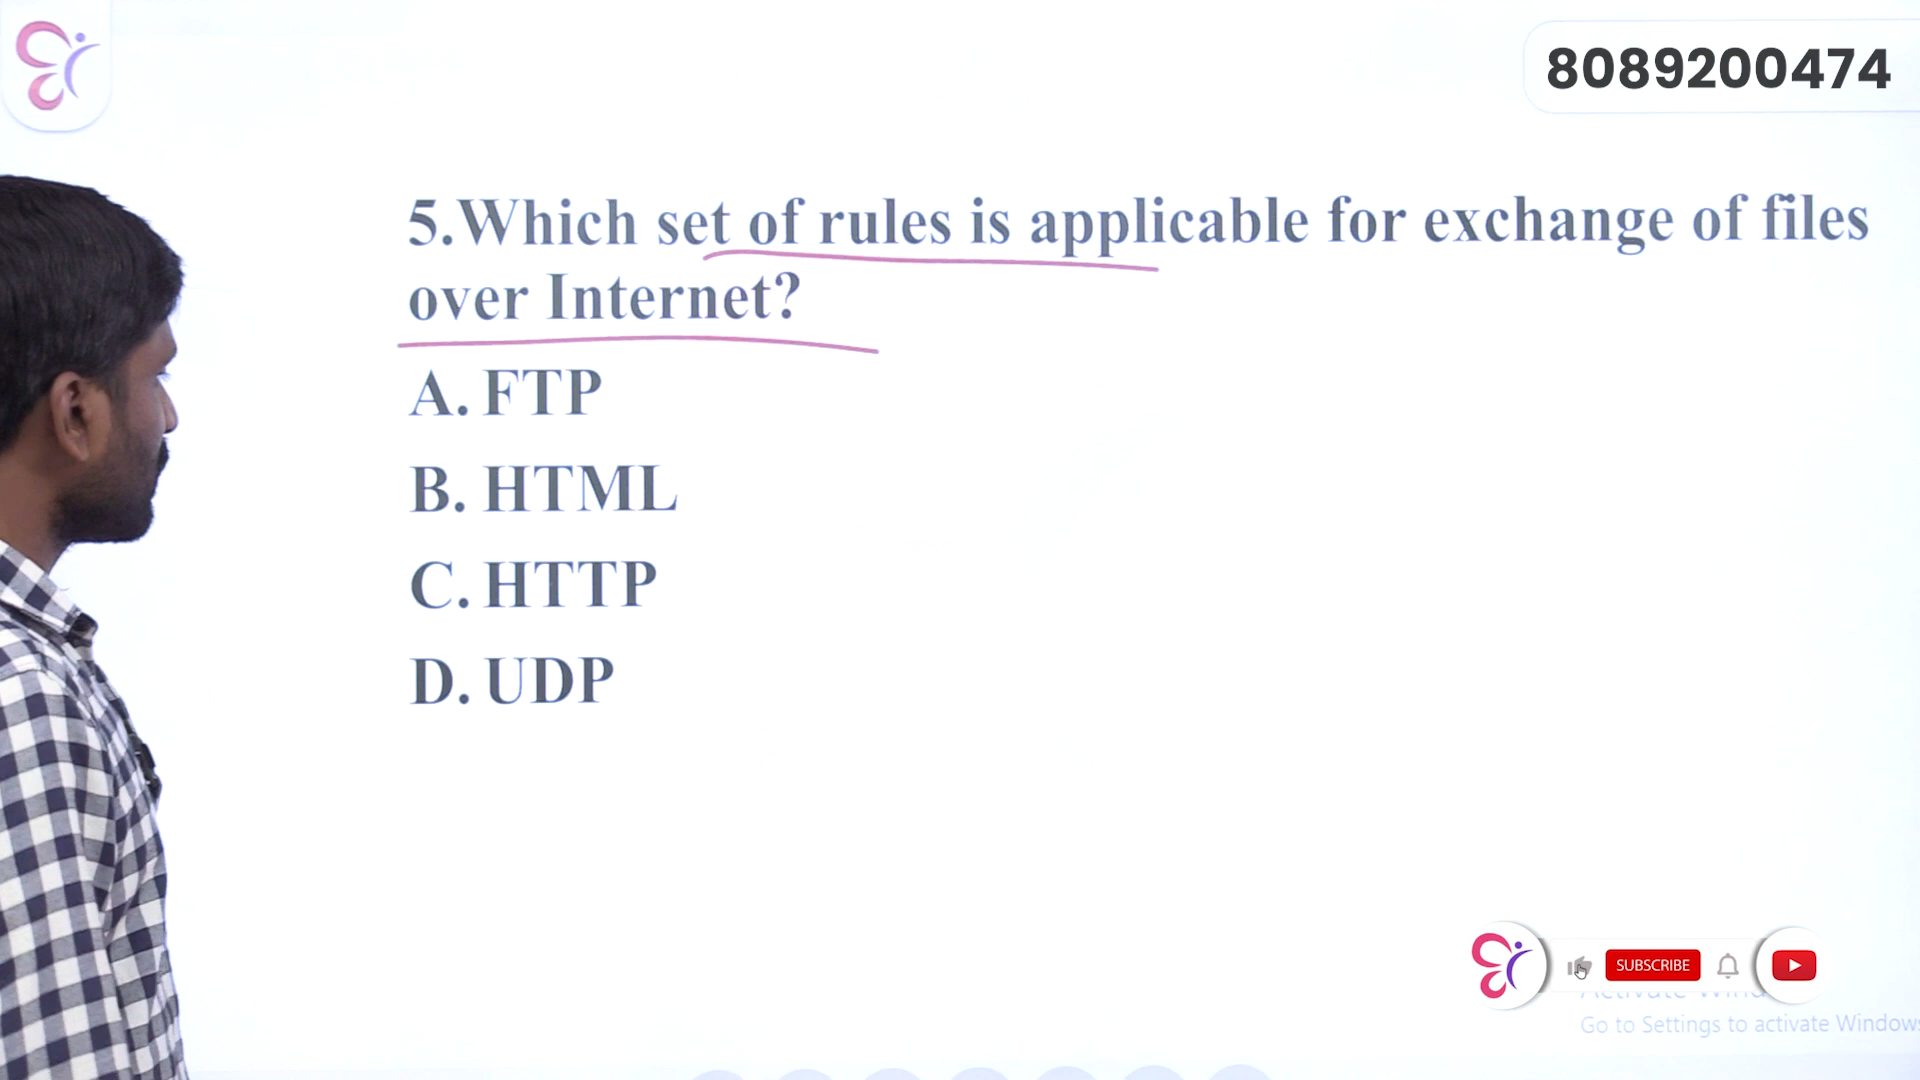 8089200474
5.Which set of rules is applicable for exchange of files
over Internet?
A. FTP
B. HTML
C. HTTP
D. UDP
SUBSCRIBE
Go to Settings to activate Windows